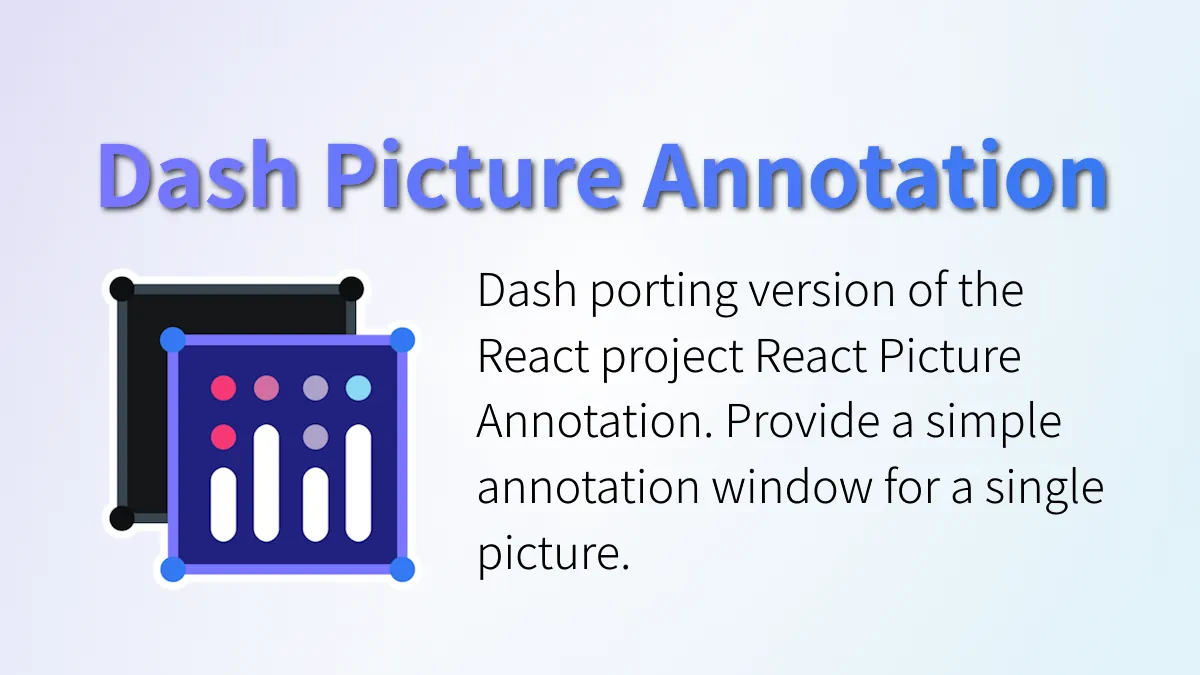 Dash Picture Annotation
Dash porting version of the
React project React Picture
Annotation. Provide a simple
annotation window for a single
picture.